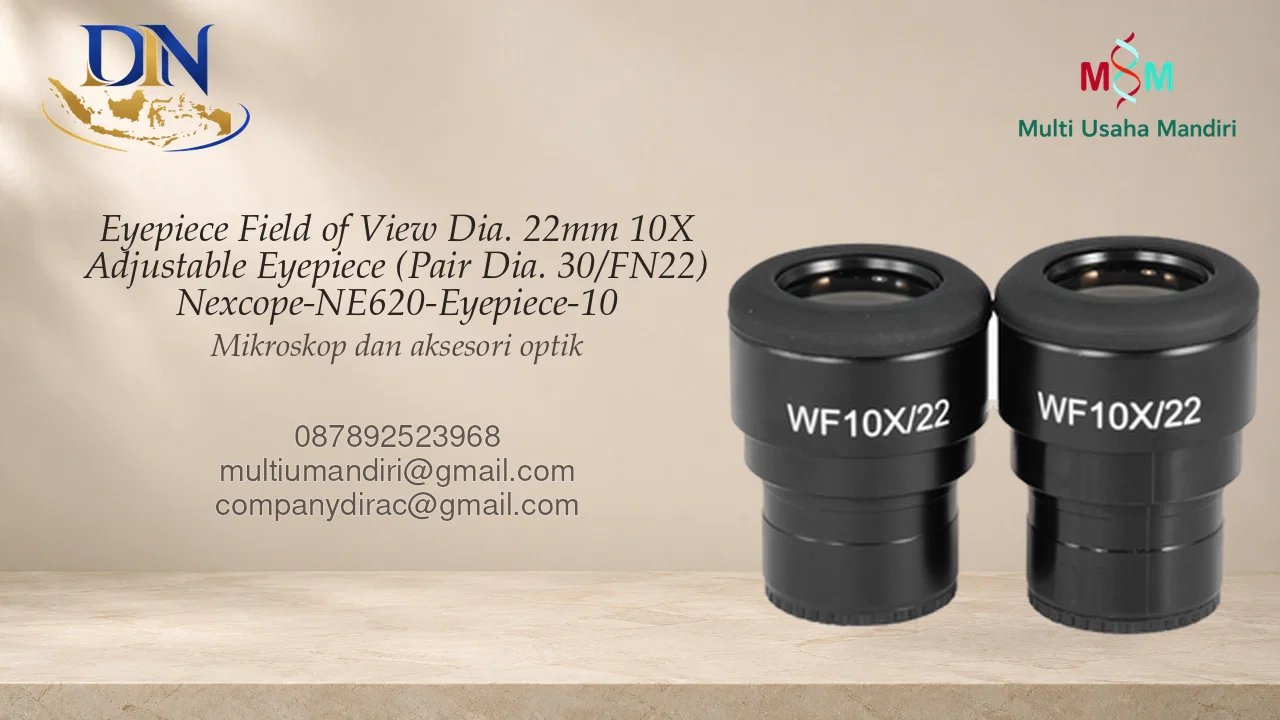 DN
M M
Multi Usaha Mandiri
Eyepiece Field of View Dia. 22mm 10X
Adjustable Eyepiece (Pair Dia. 30/FN22)
Nexcope-NE620-Eyepiece-10
Mikroskop dan aksesori optik
087892523968
multiumandiri@gmail.com
companydirac@gmail.com
WF10X/22
WF10X/22